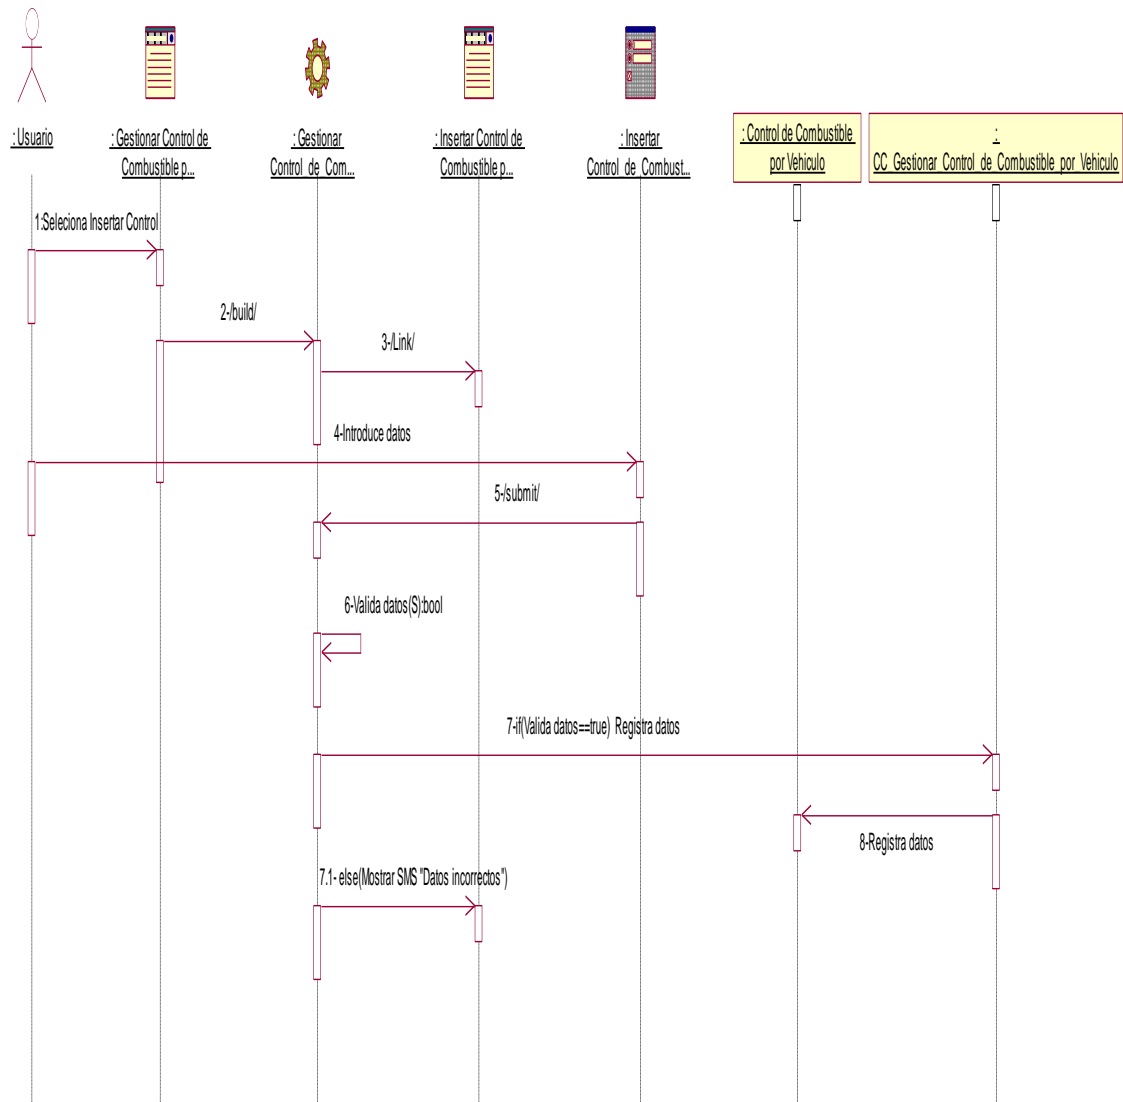 : Usuario
: Gestionar Control de
Combustible p...
: Gestionar
Control_de_Com...
: Insertar Control de
Combustible p...
: Insertar
Control_de_Combust...
: Control de Combustible
por Vehiculo
:
CC_Gestionar_Control_de_Combustible_por_Vehiculo
1:Seleciona Insertar Control
2-/build/
3-/Link/
4-Introduce datos
5-/submit/
6-Valida datos(S):bool
7-if(Valida datos==true) Registra datos
8-Registra datos
7.1- else(Mostrar SMS "Datos incorrectos")